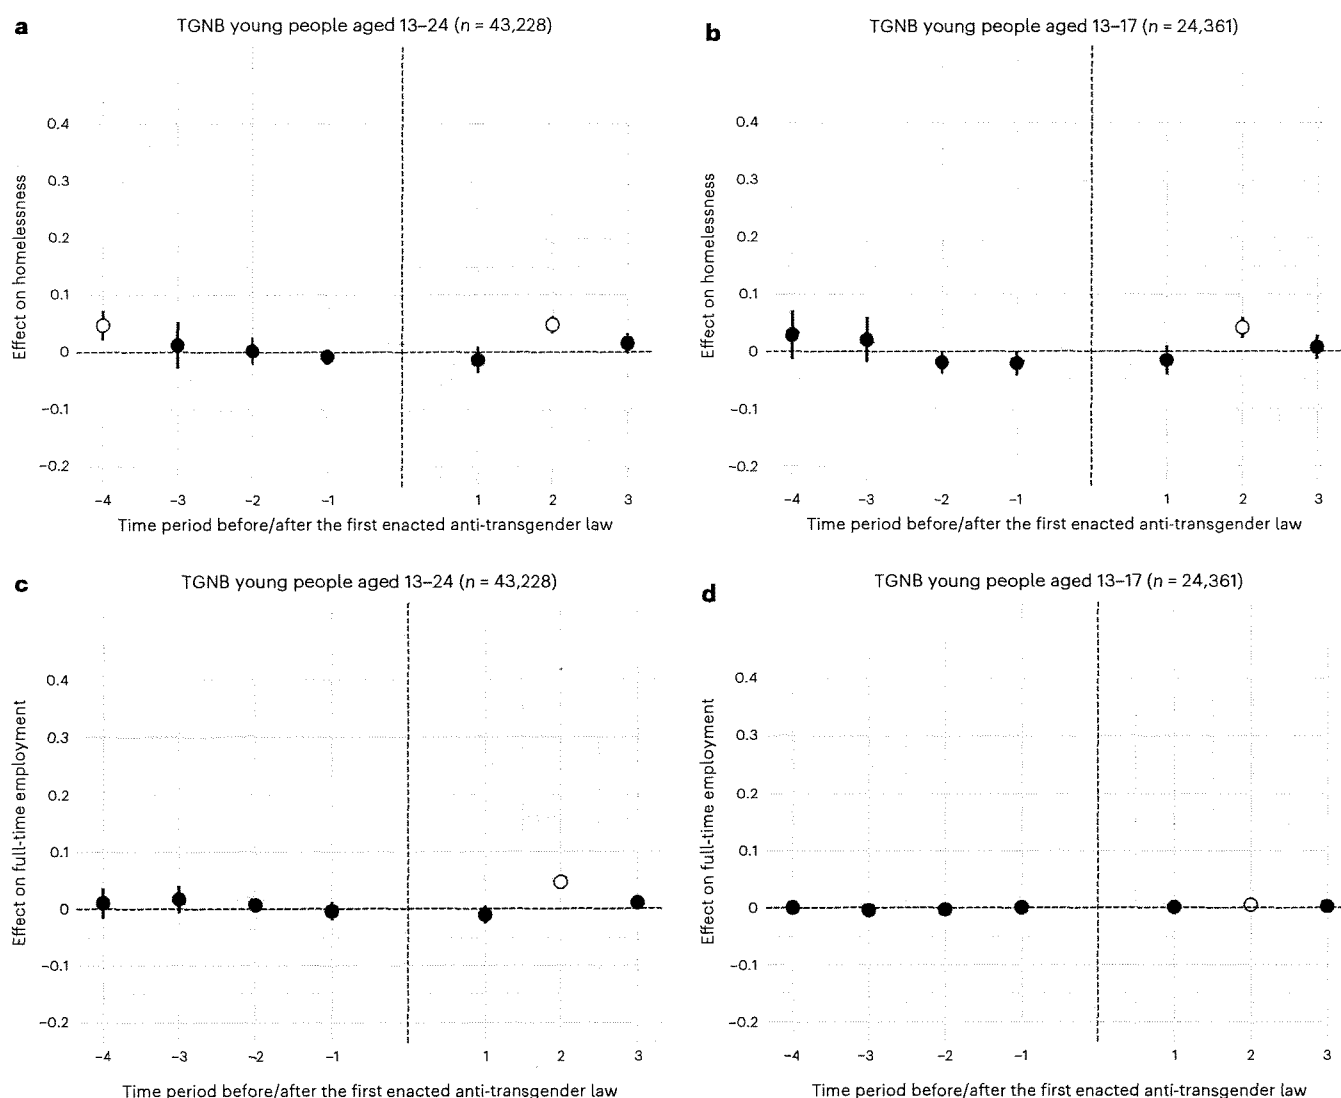 a
TGNB young people aged 13–24 (n = 43,228)
Effect on homelessness
0.4
0.3
0.2
0.1
0
−0.1
−0.2
−4 −3 −2 −1 1 2 3
Time period before/after the first enacted anti-transgender law
b
TGNB young people aged 13–17 (n = 24,361)
Effect on homelessness
0.4
0.3
0.2
0.1
0
−0.1
−0.2
−4 −3 −2 −1 1 2 3
Time period before/after the first enacted anti-transgender law
c
TGNB young people aged 13–24 (n = 43,228)
Effect on full-time employment
0.4
0.3
0.2
0.1
0
−0.1
−0.2
−4 −3 −2 −1 1 2 3
Time period before/after the first enacted anti-transgender law
d
TGNB young people aged 13–17 (n = 24,361)
Effect on full-time employment
0.4
0.3
0.2
0.1
0
−0.1
−0.2
−4 −3 −2 −1 1 2 3
Time period before/after the first enacted anti-transgender law